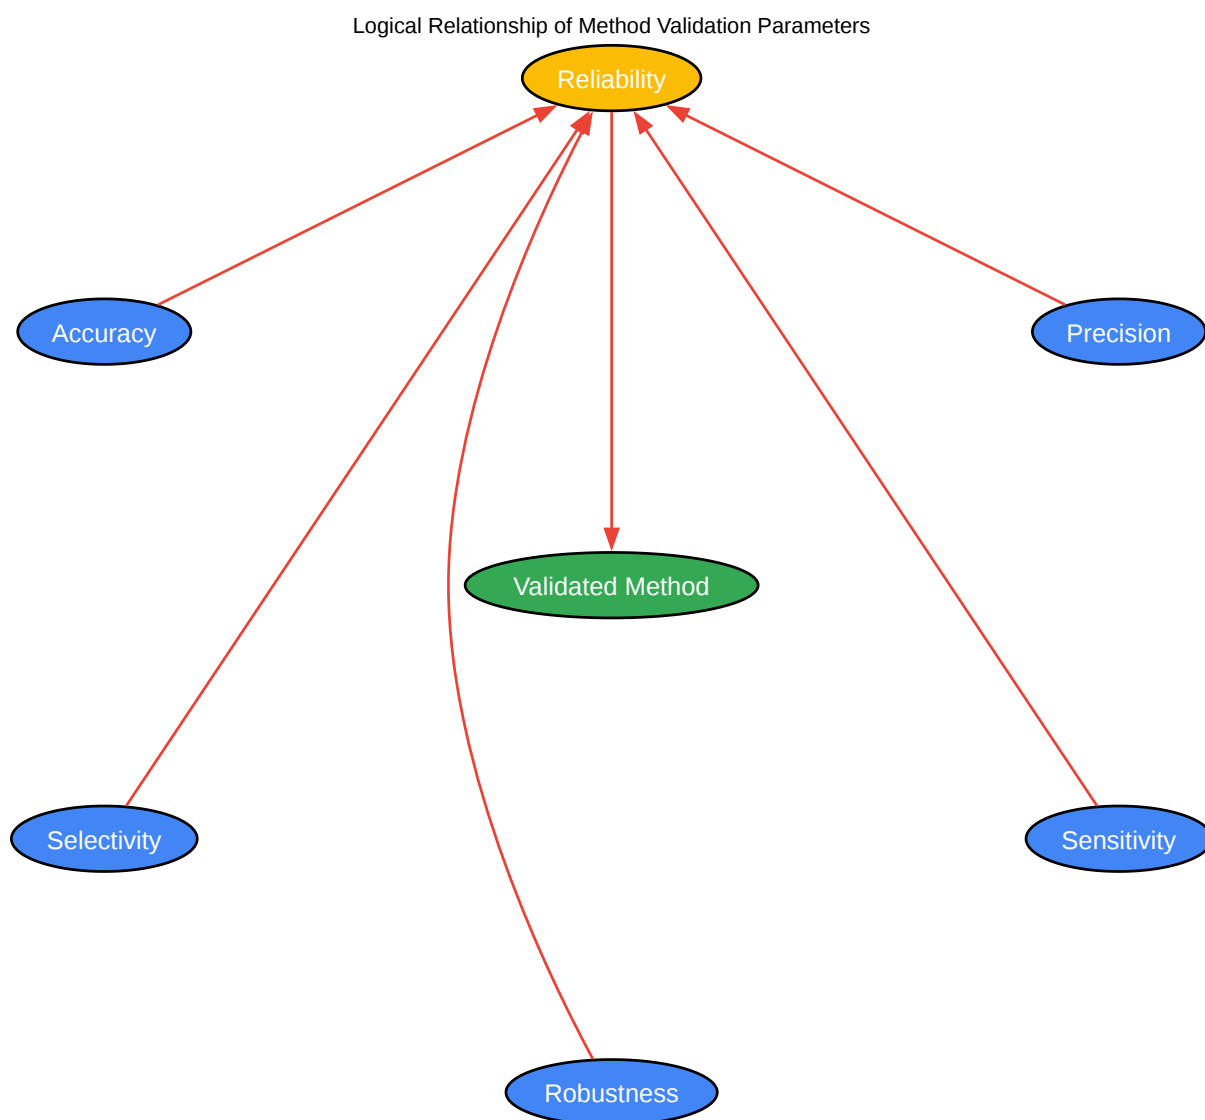 Logical Relationship of Method Validation Parameters
Reliability
Accuracy
Precision
Validated Method
Selectivity
Sensitivity
Robustness